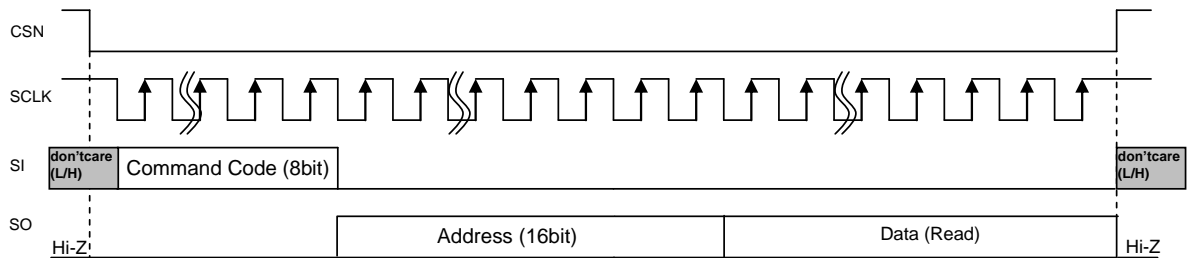 CSN
SCLK
SI
don'tcare
(L/H)
Command Code (8bit)
don'tcare
(L/H)
SO
Hi-Z
Address (16bit)
Data (Read)
Hi-Z